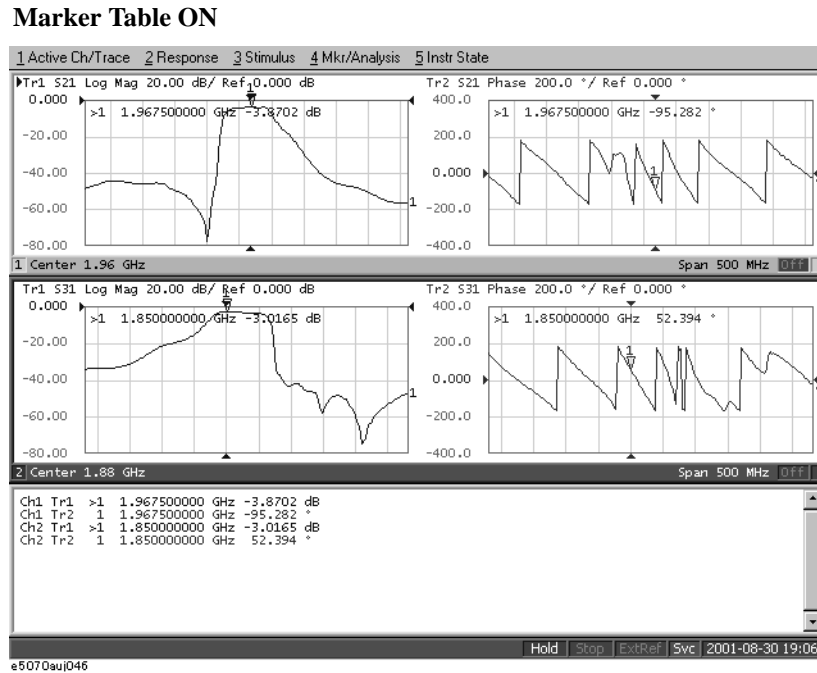 Marker Table ON
1 Active Ch/Trace 2 Response 3 Stimulus 4 Mkr/Analysis 5 Instr State
Tr1 S21 Log Mag 20.00 dB/ Ref 0.000 dB
1
0.000
>1 1.967500000 GHz -3.8702 dB
-20.00
-40.00
-60.00
1
-80.00
Tr2 S21 Phase 200.0 °/ Ref 0.000 °
400.0
>1 1.967500000 GHz -95.282 °
200.0
1
0.000
-200.0
-400.0
1 Center 1.96 GHz Span 500 MHz Off
Tr1 S31 Log Mag 20.00 dB/ Ref 0.000 dB
1
0.000
>1 1.850000000 GHz -3.0165 dB
-20.00
-40.00
1
-60.00
-80.00
Tr2 S31 Phase 200.0 °/ Ref 0.000 °
400.0
>1 1.850000000 GHz 52.394 °
200.0
1
0.000
-200.0
-400.0
2 Center 1.88 GHz Span 500 MHz Off
Ch1 Tr1 >1 1.967500000 GHz -3.8702 dB
Ch1 Tr2 1 1.967500000 GHz -95.282 °
Ch2 Tr1 >1 1.850000000 GHz -3.0165 dB
Ch2 Tr2 1 1.850000000 GHz 52.394 °
Hold Stop ExtRef Svc 2001-08-30 19:06
e5070auj046